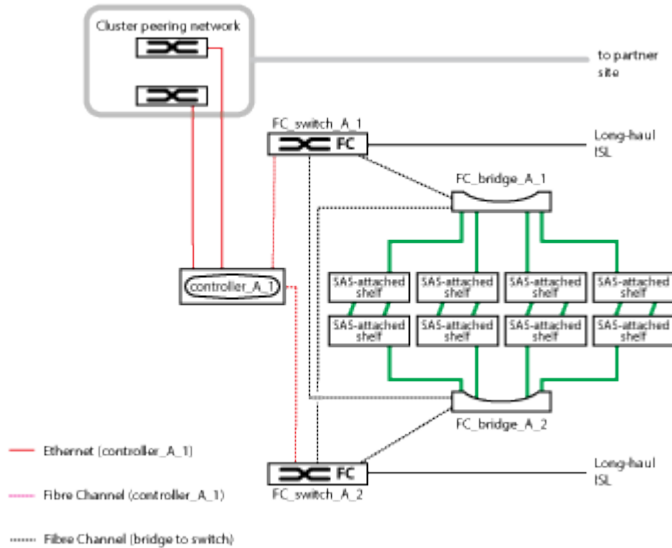 Cluster peering network
to partner
site
FC_switch_A_1
FC
Long-haul
ISL
FC_bridge_A_1
controller_A_1
SAS-attached
shelf
SAS-attached
shelf
SAS-attached
shelf
SAS-attached
shelf
SAS-attached
shelf
SAS-attached
shelf
SAS-attached
shelf
SAS-attached
shelf
FC_bridge_A_2
Ethernet (controller_A_1)
FC
Long-haul
ISL
FC_switch_A_2
Fibre Channel (controller_A_1)
Fibre Channel (bridge to switch)